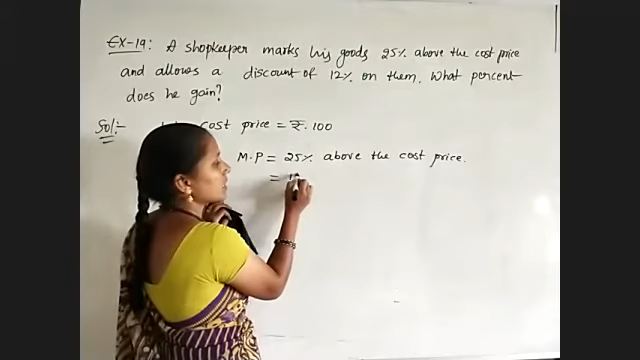 EX-19: A shopkeeper marks his goods 25% above the cost price
and allows a discount of 12% on them. What percent
does he gain?
Sol:- cost price = ₹.100
M.P = 25% above the cost price.
= 1